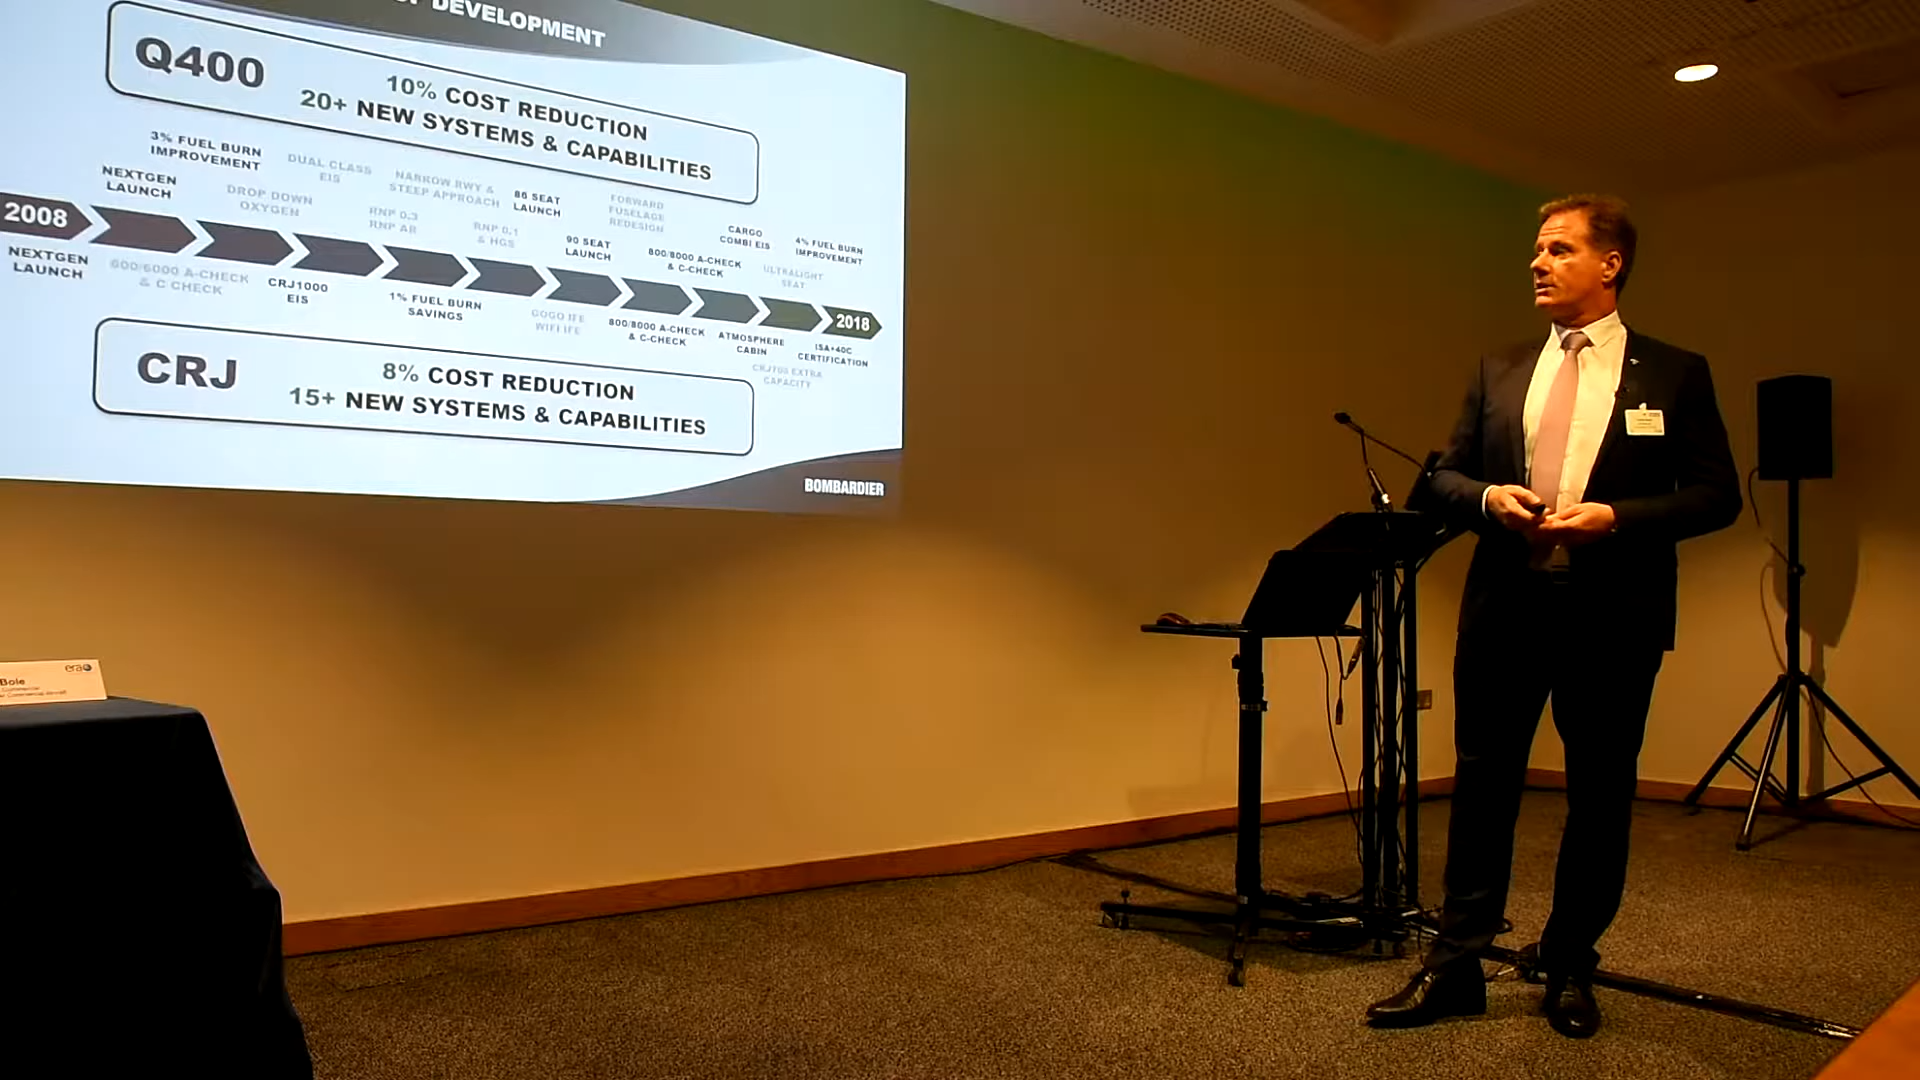 DEVELOPMENT
Q400
10% COST REDUCTION
20+ NEW SYSTEMS & CAPABILITIES
3% FUEL BURN
IMPROVEMENT
DUAL CLASS
EIS
NARROW RWY &
STEEP APPROACH
86 SEAT
LAUNCH
FORWARD
FUSELAGE
REDESIGN
NEXTGEN
LAUNCH
DROP DOWN
OXYGEN
RNP 0.3
RNP AR
RNP 0.1
& HGS
90 SEAT
LAUNCH
800/8000 A-CHECK
& C-CHECK
CARGO
COMBI EIS
ULTRALIGHT
SEAT
4% FUEL BURN
IMPROVEMENT
2008
2018
NEXTGEN
LAUNCH
600/6000 A-CHECK
& C CHECK
CRJ1000
EIS
1% FUEL BURN
SAVINGS
GOGO IFE
WIFI IFE
800/8000 A-CHECK
& C-CHECK
ATMOSPHERE
CABIN
ISA+40C
CERTIFICATION
CRJ705 EXTRA
CAPACITY
CRJ
8% COST REDUCTION
15+ NEW SYSTEMS & CAPABILITIES
BOMBARDIER
era
Boie
Commercial
Commercial Aircraft